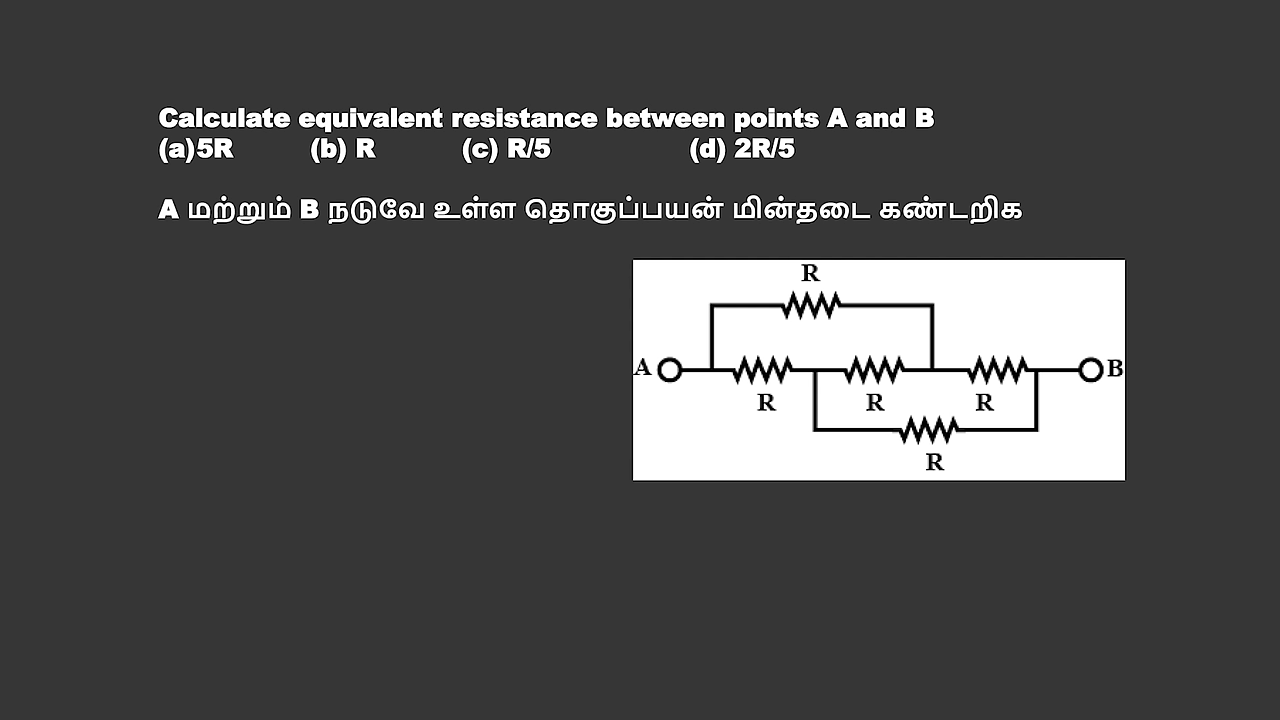 Calculate equivalent resistance between points A and B
(a)5R (b) R (c) R/5 (d) 2R/5
A மற்றும் B நடுவே உள்ள தொகுப்பயன் மின்தடை கண்டறிக
R
A B
R R R
R